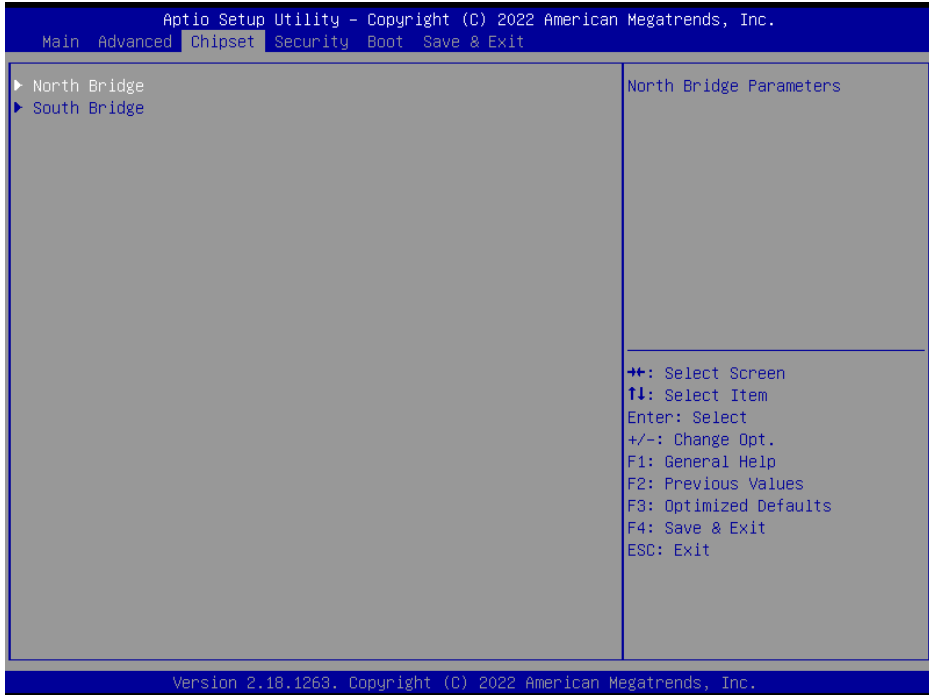 Aptio Setup Utility – Copyright (C) 2022 American Megatrends, Inc.
Main Advanced Chipset Security Boot Save & Exit
▶ North Bridge
▶ South Bridge
North Bridge Parameters
→←: Select Screen
↑↓: Select Item
Enter: Select
+/-: Change Opt.
F1: General Help
F2: Previous Values
F3: Optimized Defaults
F4: Save & Exit
ESC: Exit
Version 2.18.1263. Copyright (C) 2022 American Megatrends, Inc.